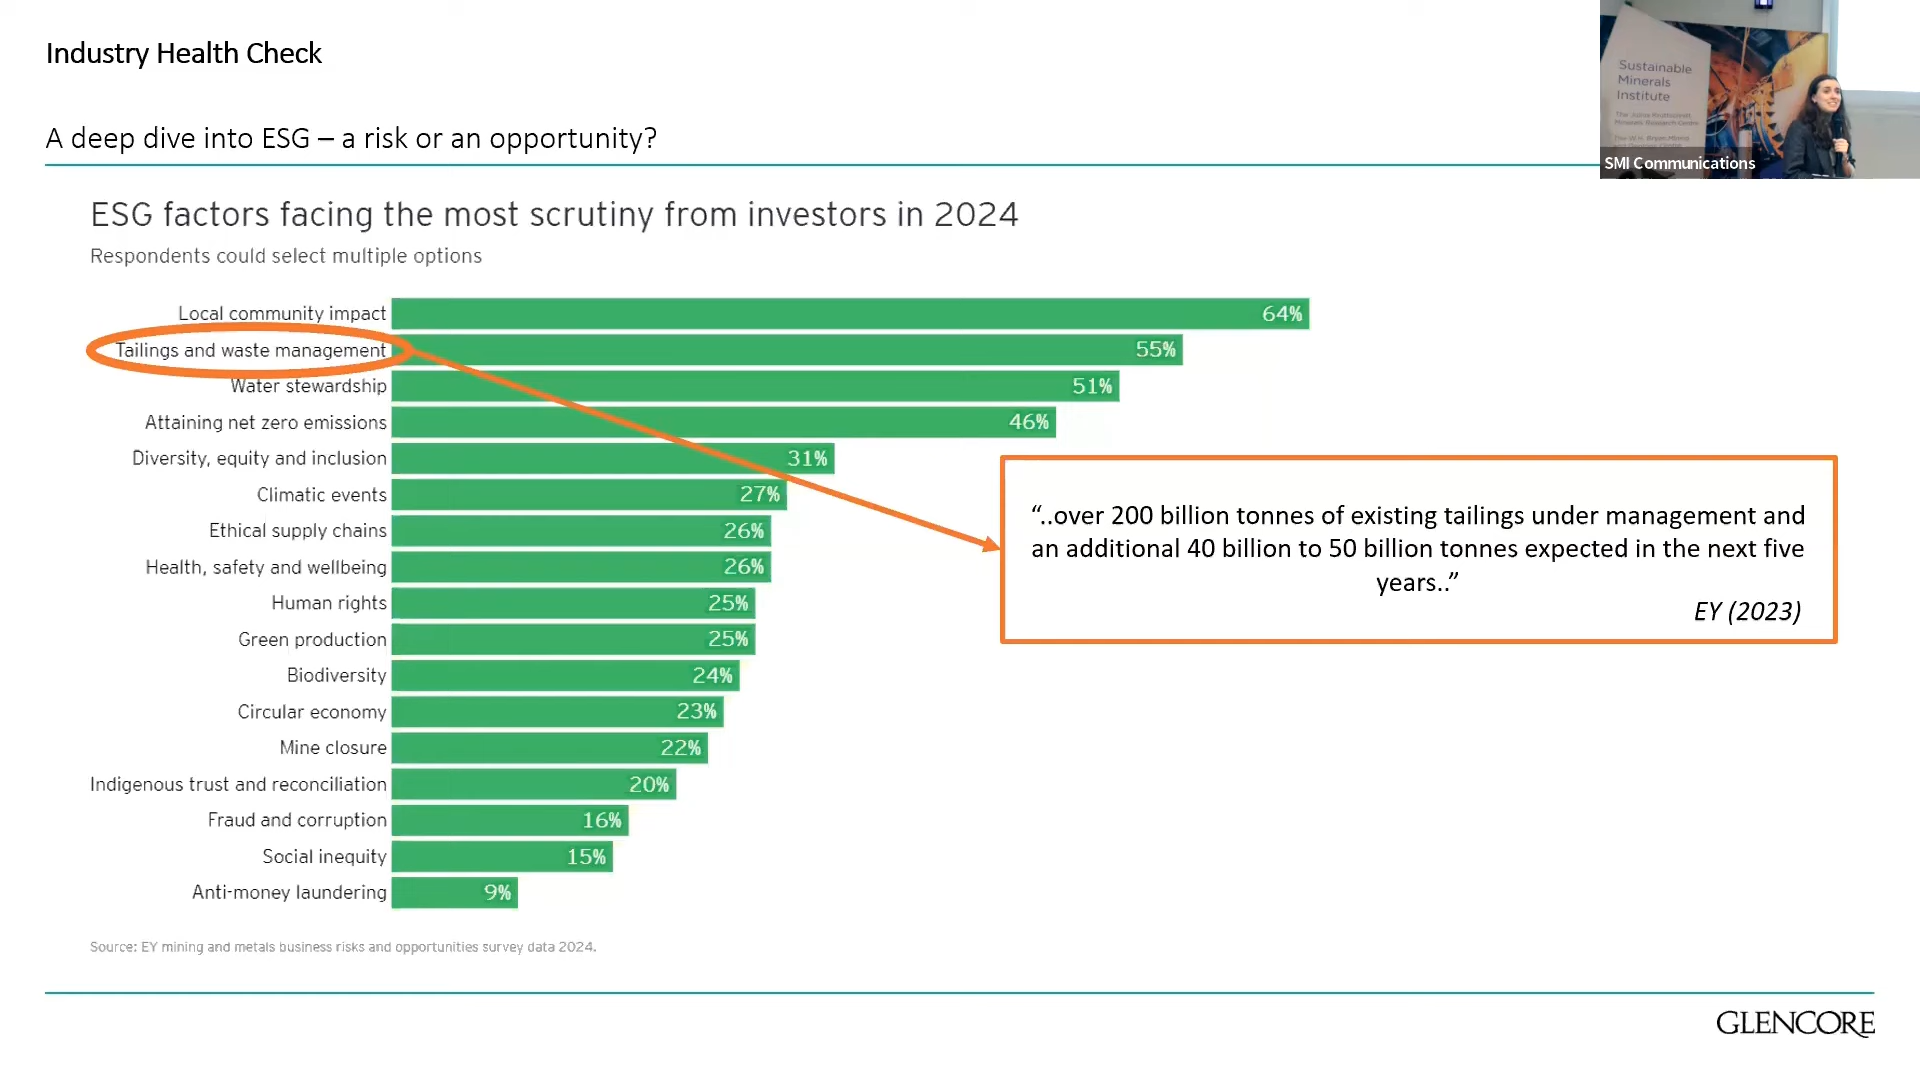 Industry Health Check
A deep dive into ESG – a risk or an opportunity?
Sustainable
Minerals
Institute
SMI Communications
ESG factors facing the most scrutiny from investors in 2024
Respondents could select multiple options
Local community impact 64%
Tailings and waste management 55%
Water stewardship 51%
Attaining net zero emissions 46%
Diversity, equity and inclusion 31%
Climatic events 27%
Ethical supply chains 26%
Health, safety and wellbeing 26%
Human rights 25%
Green production 25%
Biodiversity 24%
Circular economy 23%
Mine closure 22%
Indigenous trust and reconciliation 20%
Fraud and corruption 16%
Social inequity 15%
Anti-money laundering 9%
“..over 200 billion tonnes of existing tailings under management and
an additional 40 billion to 50 billion tonnes expected in the next five
years..”
EY (2023)
Source: EY mining and metals business risks and opportunities survey data 2024.
GLENCORE